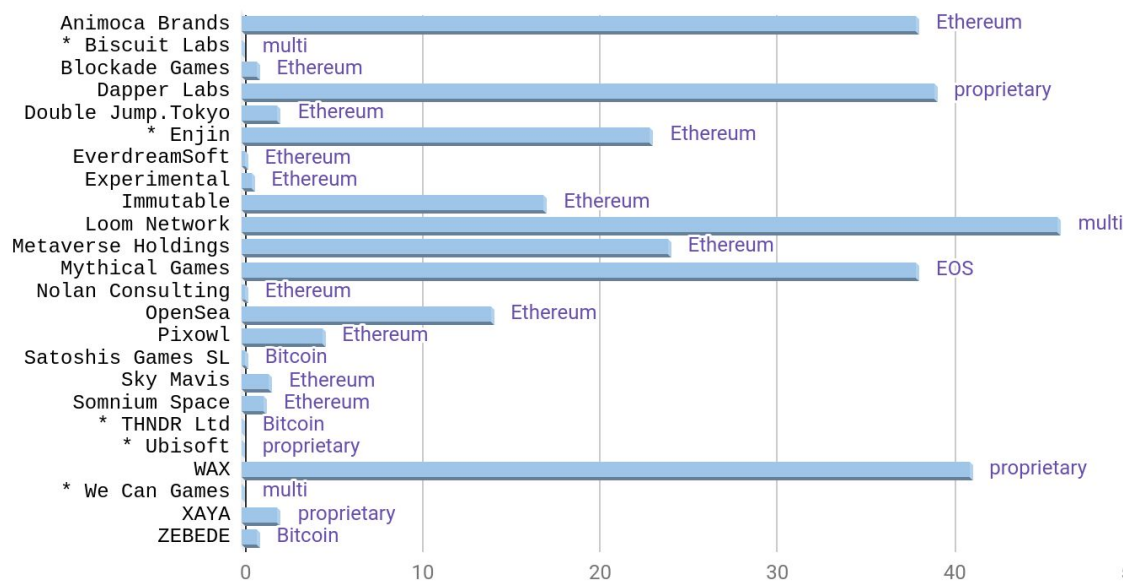 Animoca Brands Ethereum
* Biscuit Labs multi
Blockade Games Ethereum
Dapper Labs proprietary
Double Jump.Tokyo Ethereum
* Enjin Ethereum
EverdreamSoft Ethereum
Experimental Ethereum
Immutable Ethereum
Loom Network multi
Metaverse Holdings Ethereum
Mythical Games EOS
Nolan Consulting Ethereum
OpenSea Ethereum
Pixowl Ethereum
Satoshis Games SL Bitcoin
Sky Mavis Ethereum
Somnium Space Ethereum
* THNDR Ltd Bitcoin
* Ubisoft proprietary
WAX proprietary
* We Can Games multi
XAYA proprietary
ZEBEDE Bitcoin
0 10 20 30 40